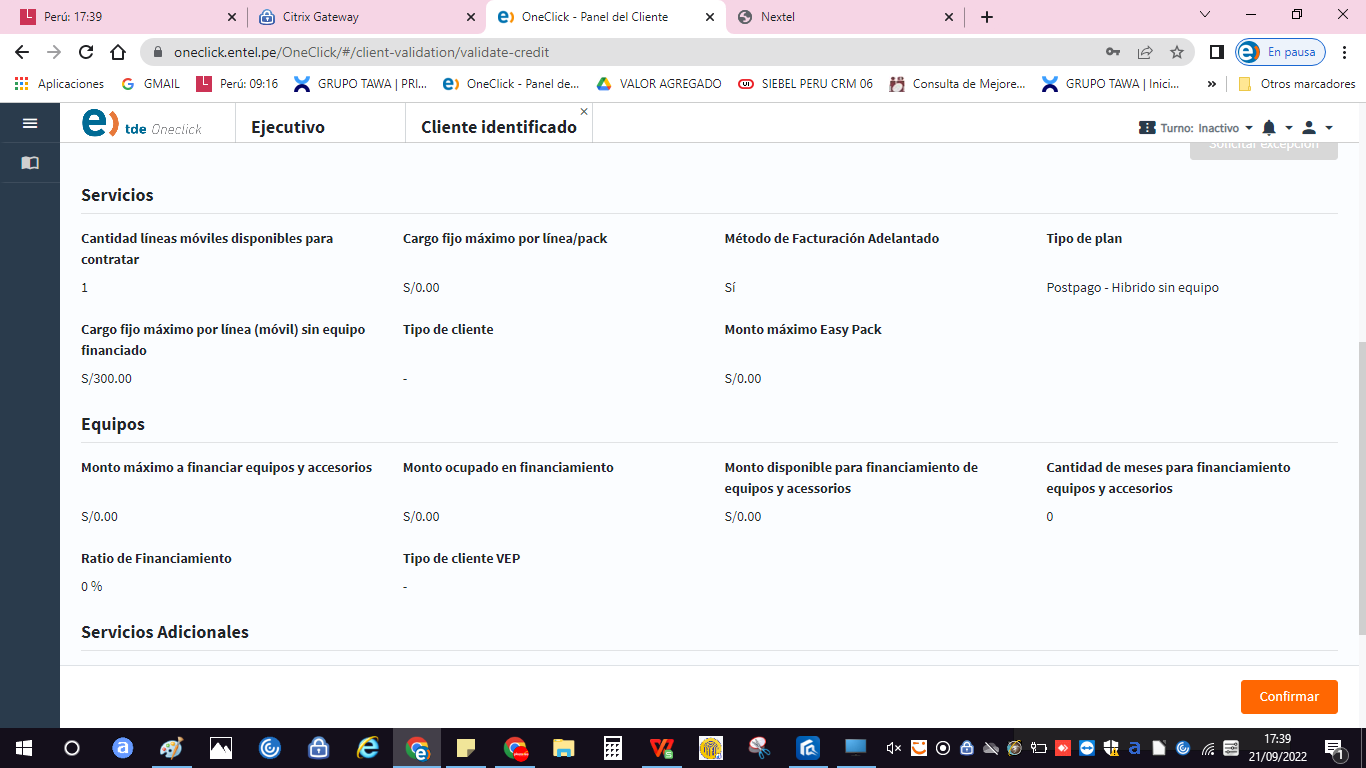 Perú: 17:39
Citrix Gateway
OneClick - Panel del Cliente
Nextel
oneclick.entel.pe/OneClick/#/client-validation/validate-credit
En pausa
Aplicaciones
GMAIL
Perú: 09:16
GRUPO TAWA | PRI...
OneClick - Panel de...
VALOR AGREGADO
SIEBEL PERU CRM 06
Consulta de Mejore...
GRUPO TAWA | Inici...
»
Otros marcadores
e) tde Oneclick
Ejecutivo
Cliente identificado
Turno: Inactivo
Solicitar excepción
Servicios
Cantidad líneas móviles disponibles para
contratar
1
Cargo fijo máximo por línea/pack
S/0.00
Método de Facturación Adelantado
Sí
Tipo de plan
Postpago - Hibrido sin equipo
Cargo fijo máximo por línea (móvil) sin equipo
financiado
S/300.00
Tipo de cliente
-
Monto máximo Easy Pack
S/0.00
Equipos
Monto máximo a financiar equipos y accesorios
S/0.00
Monto ocupado en financiamiento
S/0.00
Monto disponible para financiamiento de
equipos y acessorios
S/0.00
Cantidad de meses para financiamiento
equipos y accesorios
0
Ratio de Financiamiento
0 %
Tipo de cliente VEP
-
Servicios Adicionales
Confirmar
17:39
21/09/2022
1